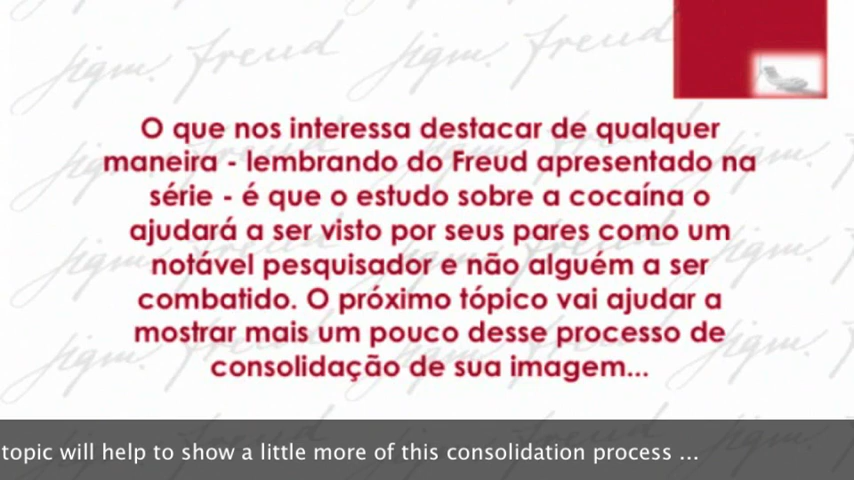 O que nos interessa destacar de qualquer
maneira - lembrando do Freud apresentado na
série - é que o estudo sobre a cocaína o
ajudará a ser visto por seus pares como um
notável pesquisador e não alguém a ser
combatido. O próximo tópico vai ajudar a
mostrar mais um pouco desse processo de
consolidação de sua imagem...
topic will help to show a little more of this consolidation process ...